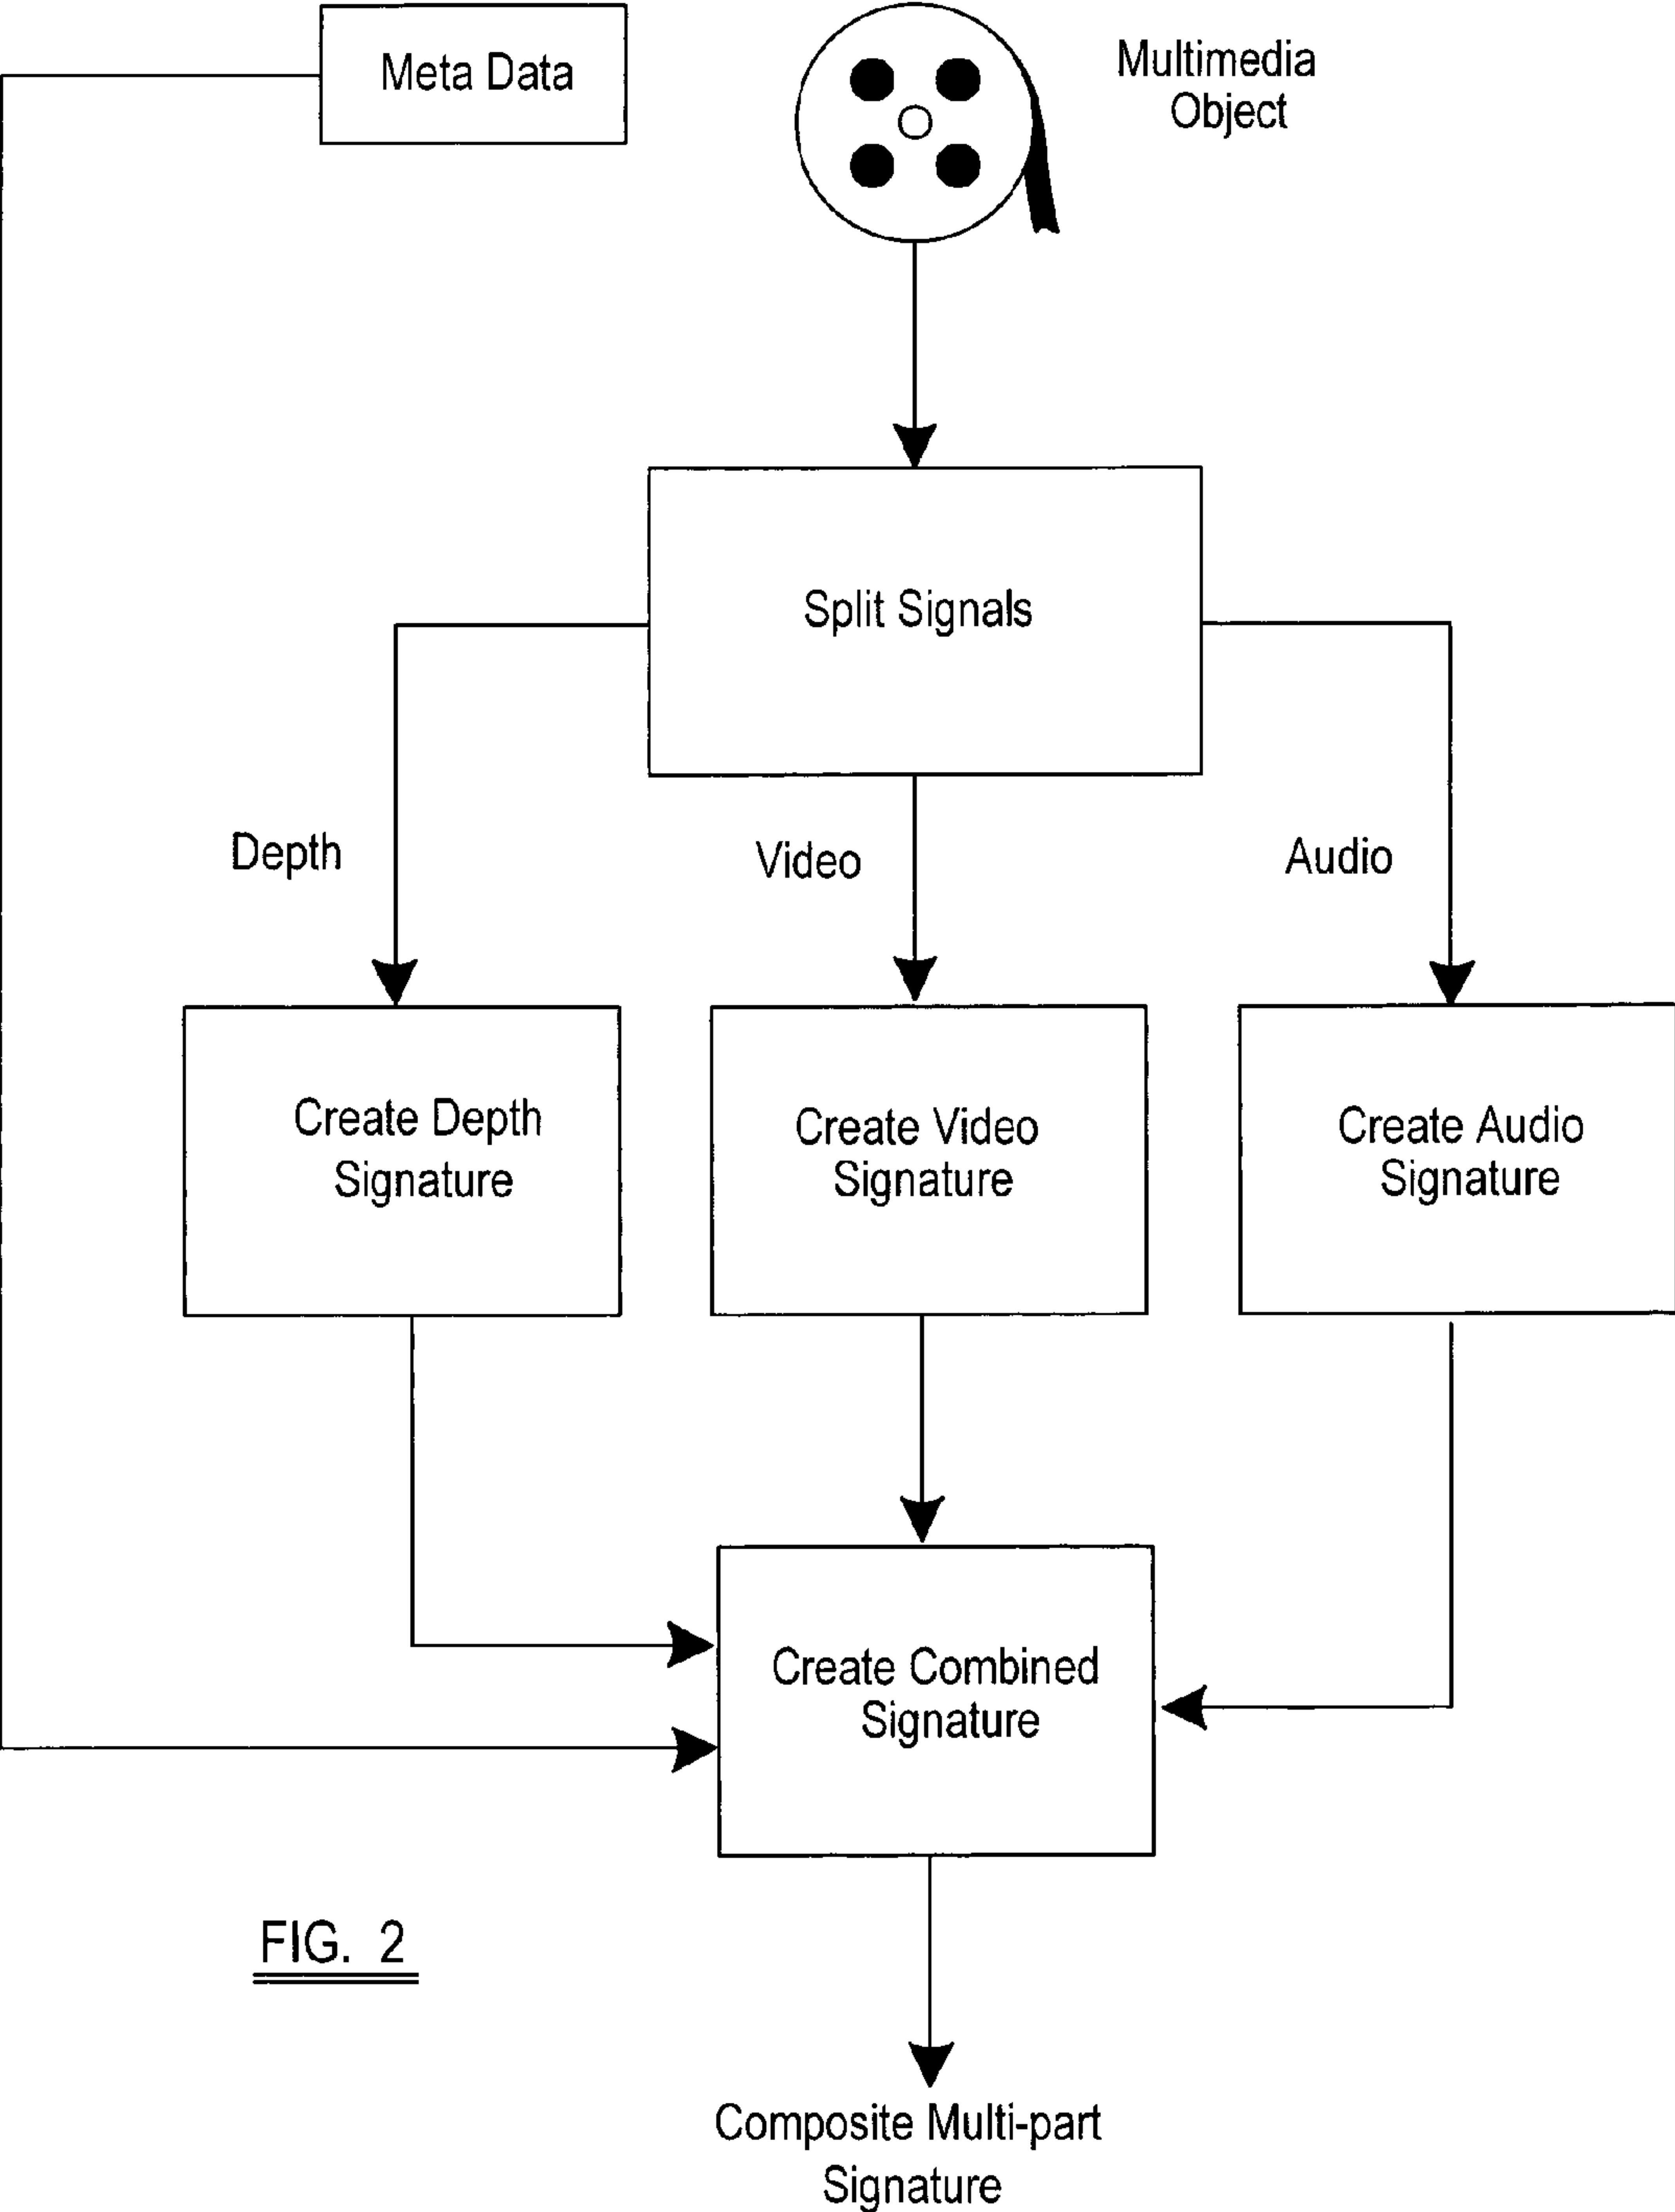 Meta Data
Multimedia
Object
Split Signals
Depth
Video
Audio
Create Depth
Signature
Create Video
Signature
Create Audio
Signature
Create Combined
Signature
FIG. 2
Composite Multi-part
Signature